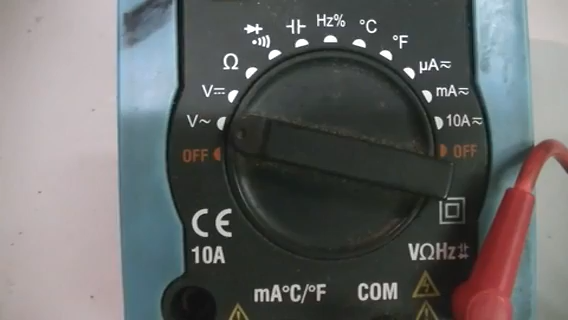 Hz%
°C
°F
Ω
µA≂
V⎓
mA≂
V~
10A≂
OFF
OFF
CE
10A
VΩHz
mA°C/°F
COM